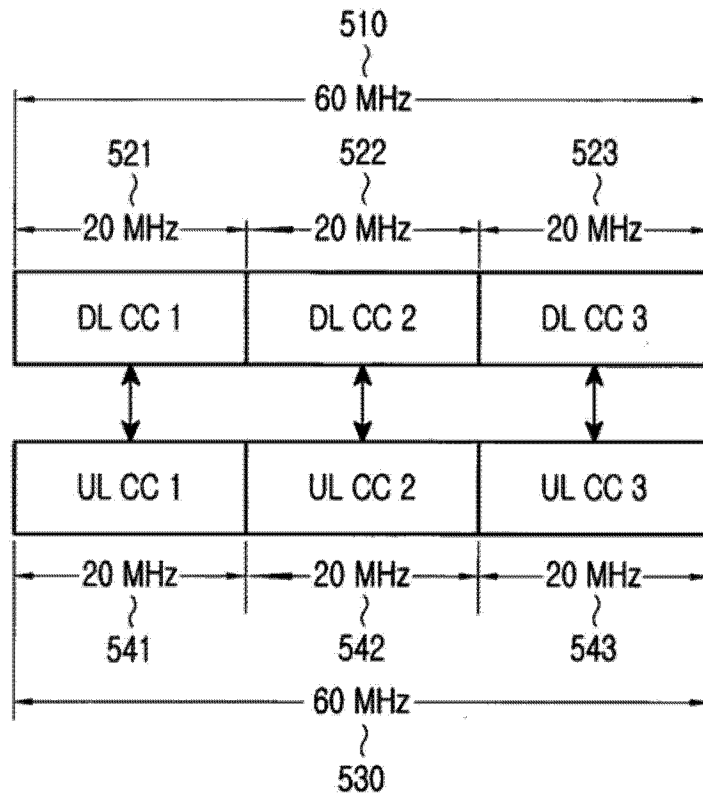 510
60 MHz
521 522 523
20 MHz 20 MHz 20 MHz
DL CC 1 DL CC 2 DL CC 3
UL CC 1 UL CC 2 UL CC 3
20 MHz 20 MHz 20 MHz
541 542 543
60 MHz
530